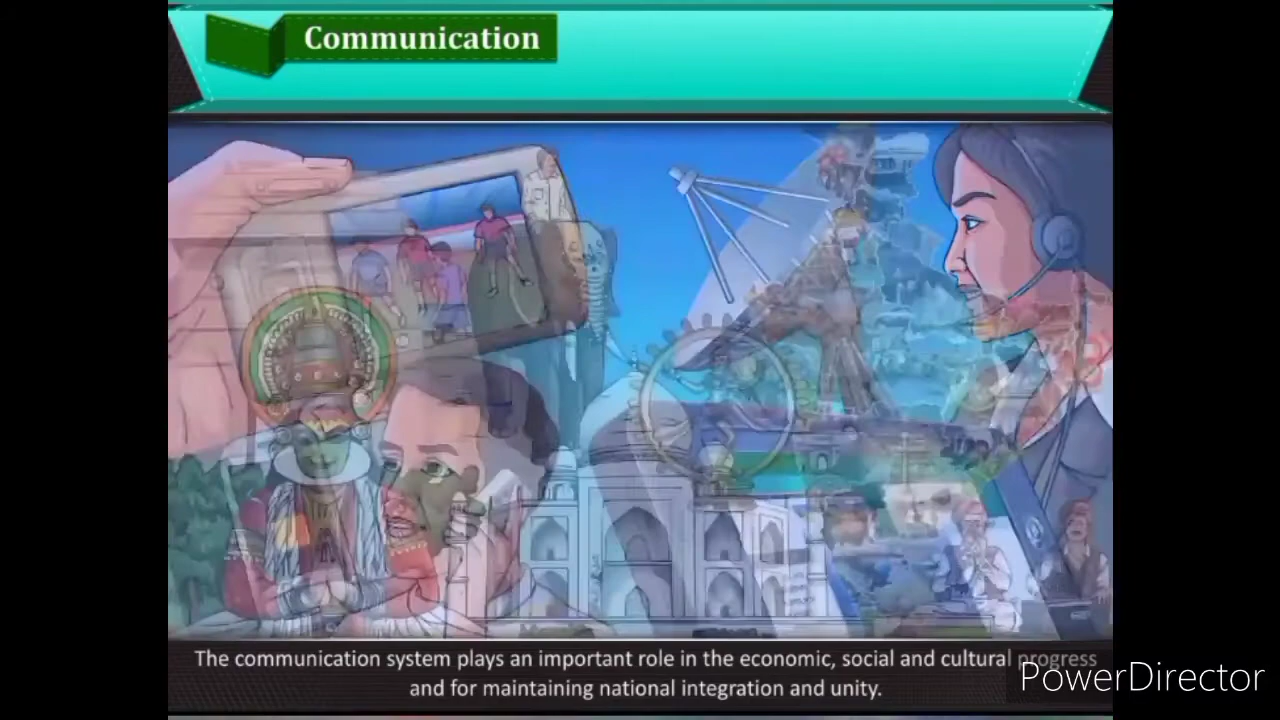 Communication
The communication system plays an important role in the economic, social and cultural progress
and for maintaining national integration and unity.
PowerDirector